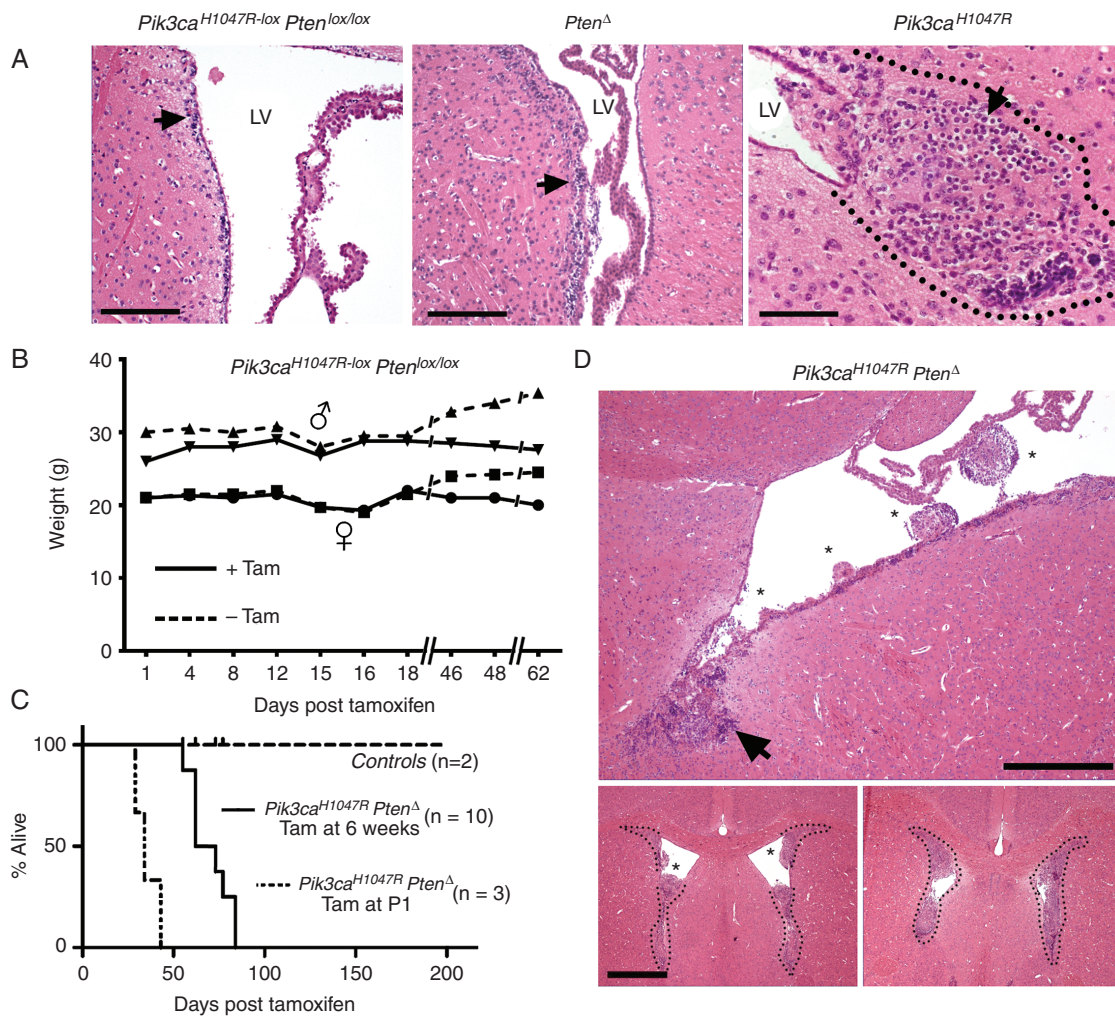 Pik3caH1047R-lox Ptenlox/lox
PtenΔ
Pik3caH1047R
A
LV
LV
LV
B
Pik3caH1047R-lox Ptenlox/lox
40
30
20
10
0
Weight (g)
♂
♀
+ Tam
– Tam
1 4 8 12 15 16 18 46 48 62
Days post tamoxifen
C
100
50
0
% Alive
Controls (n=2)
Pik3caH1047R PtenΔ (n = 10)
Tam at 6 weeks
Pik3caH1047R PtenΔ (n = 3)
Tam at P1
0 50 100 150 200
Days post tamoxifen
D
Pik3caH1047R PtenΔ
*
*
*
*
* *